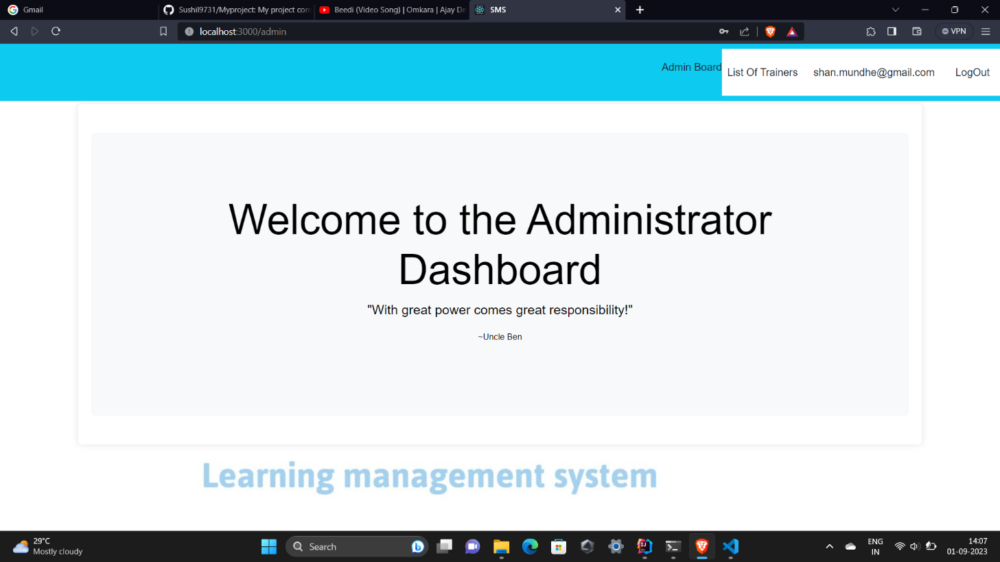 Gmail
Sushil9731/Myproject: My project con
Beedi (Video Song) | Omkara | Ajay De
SMS
localhost:3000/admin
VPN
Admin Board
List Of Trainers
shan.mundhe@gmail.com
LogOut
Welcome to the Administrator
Dashboard
"With great power comes great responsibility!"
~Uncle Ben
Learning management system
29°C
Mostly cloudy
Search
ENG
IN
14:07
01-09-2023